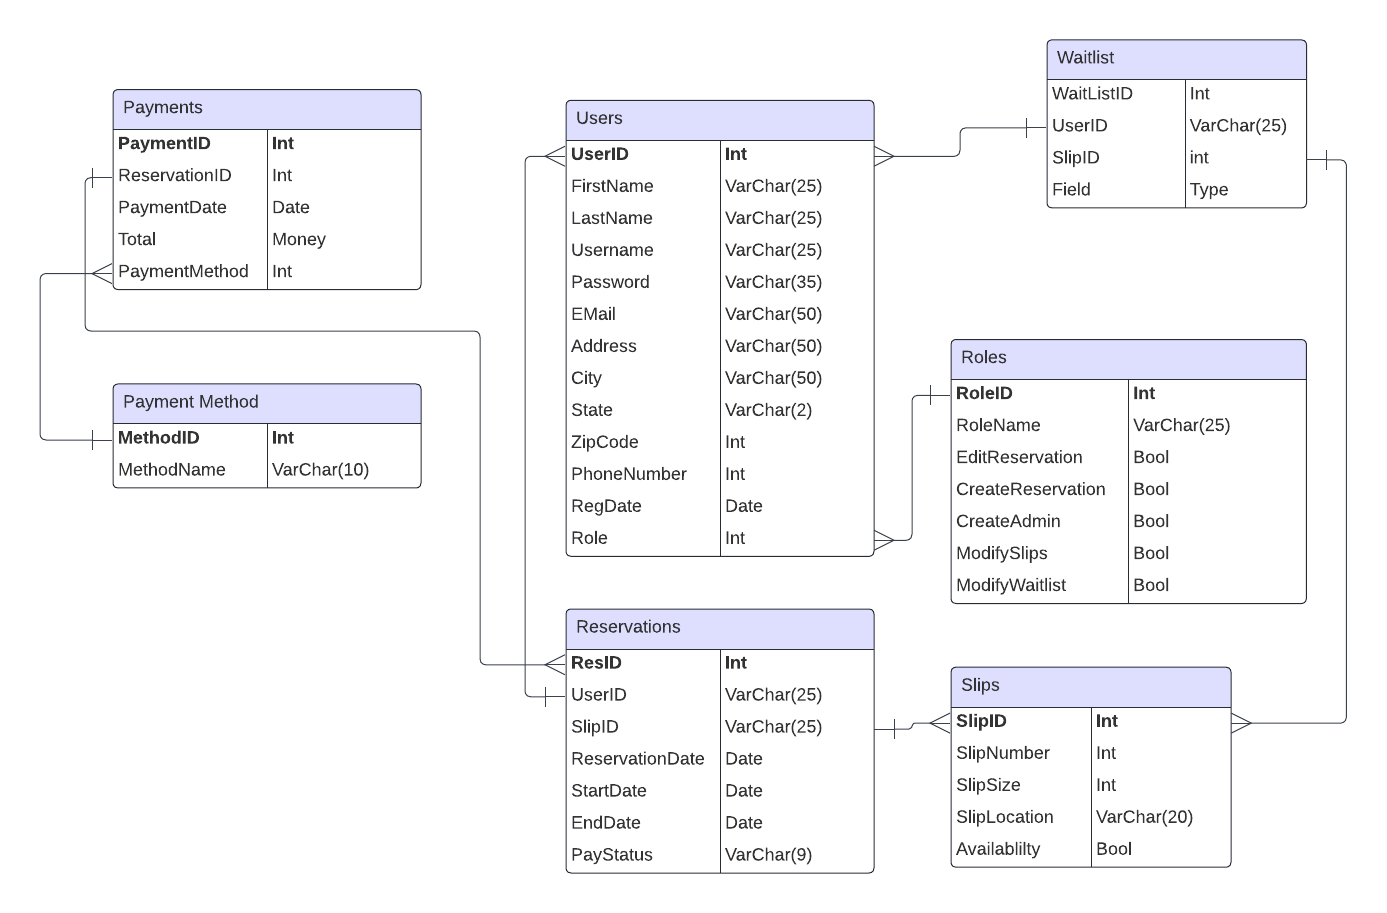 Payments
PaymentID Int
ReservationID Int
PaymentDate Date
Total Money
PaymentMethod Int
Payment Method
MethodID Int
MethodName VarChar(10)
Users
UserID Int
FirstName VarChar(25)
LastName VarChar(25)
Username VarChar(25)
Password VarChar(35)
EMail VarChar(50)
Address VarChar(50)
City VarChar(50)
State VarChar(2)
ZipCode Int
PhoneNumber Int
RegDate Date
Role Int
Reservations
ResID Int
UserID VarChar(25)
SlipID VarChar(25)
ReservationDate Date
StartDate Date
EndDate Date
PayStatus VarChar(9)
Waitlist
WaitListID Int
UserID VarChar(25)
SlipID int
Field Type
Roles
RoleID Int
RoleName VarChar(25)
EditReservation Bool
CreateReservation Bool
CreateAdmin Bool
ModifySlips Bool
ModifyWaitlist Bool
Slips
SlipID Int
SlipNumber Int
SlipSize Int
SlipLocation VarChar(20)
Availablilty Bool